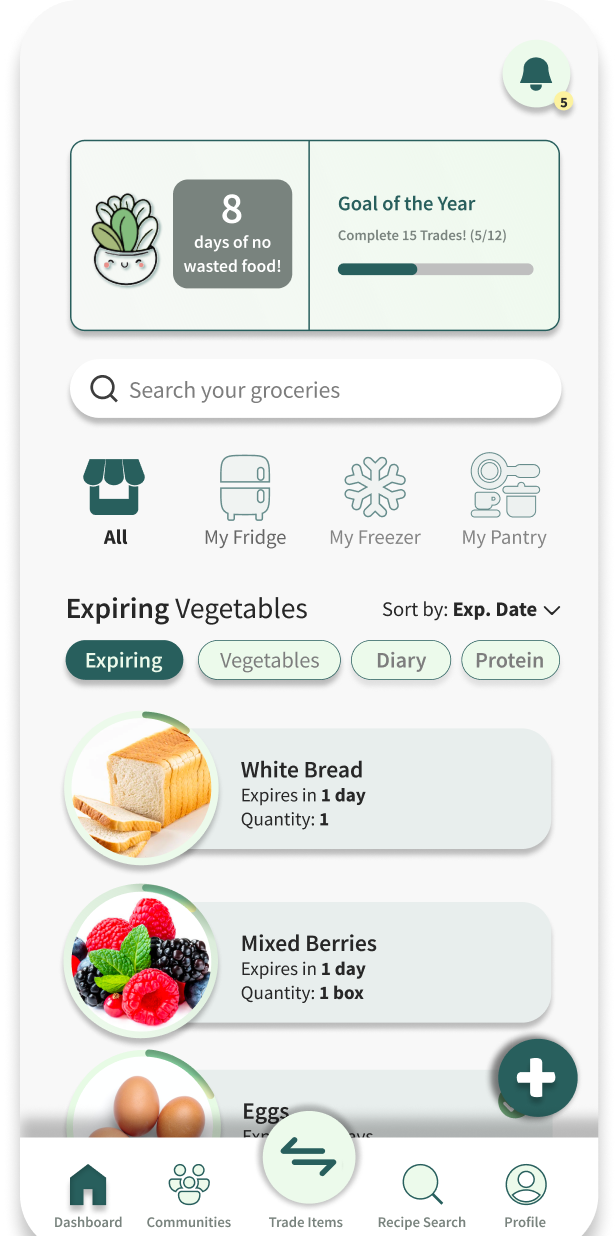 5
8
days of no
wasted food!
Goal of the Year
Complete 15 Trades! (5/12)
Search your groceries
All
My Fridge
My Freezer
My Pantry
Expiring Vegetables
Sort by: Exp. Date
Expiring
Vegetables
Diary
Protein
White Bread
Expires in 1 day
Quantity: 1
Mixed Berries
Expires in 1 day
Quantity: 1 box
Eggs
Dashboard
Communities
Trade Items
Recipe Search
Profile